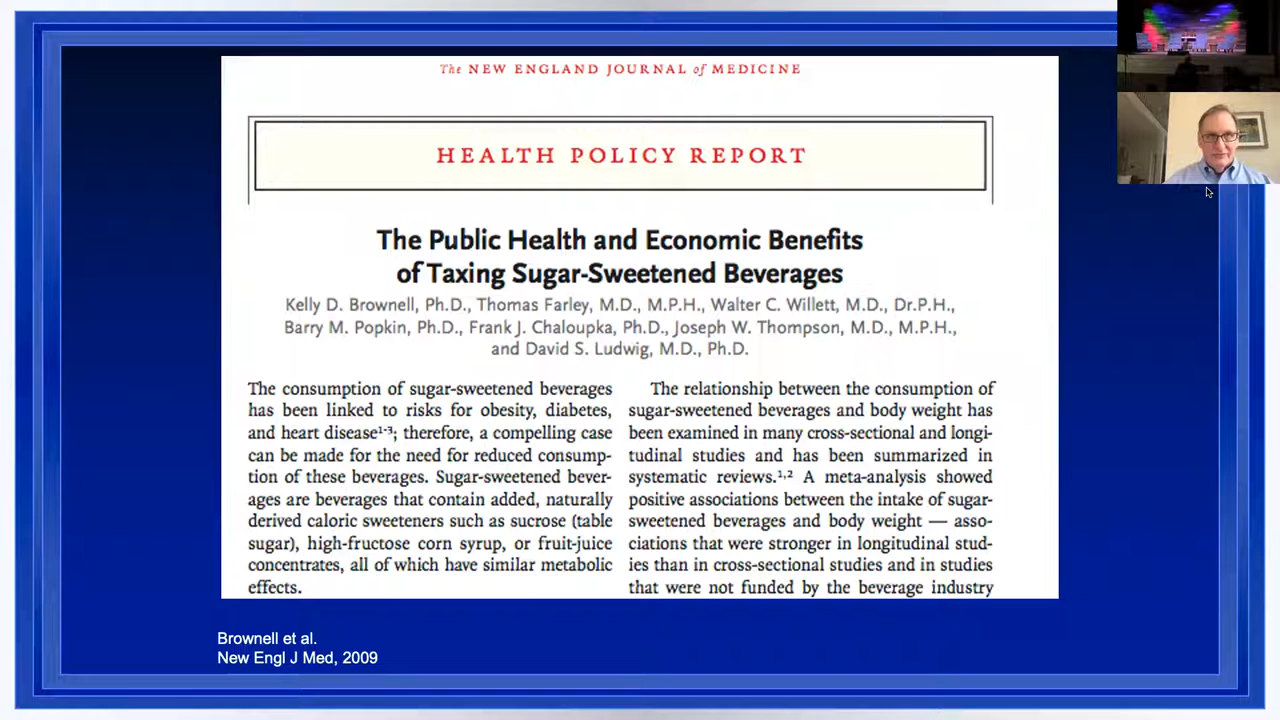 The NEW ENGLAND JOURNAL of MEDICINE
HEALTH POLICY REPORT
The Public Health and Economic Benefits
of Taxing Sugar-Sweetened Beverages
Kelly D. Brownell, Ph.D., Thomas Farley, M.D., M.P.H., Walter C. Willett, M.D., Dr.P.H.,
Barry M. Popkin, Ph.D., Frank J. Chaloupka, Ph.D., Joseph W. Thompson, M.D., M.P.H.,
and David S. Ludwig, M.D., Ph.D.
The consumption of sugar-sweetened beverages
has been linked to risks for obesity, diabetes,
and heart disease¹⁻³; therefore, a compelling case
can be made for the need for reduced consump-
tion of these beverages. Sugar-sweetened bever-
ages are beverages that contain added, naturally
derived caloric sweeteners such as sucrose (table
sugar), high-fructose corn syrup, or fruit-juice
concentrates, all of which have similar metabolic
effects.
The relationship between the consumption of
sugar-sweetened beverages and body weight has
been examined in many cross-sectional and longi-
tudinal studies and has been summarized in
systematic reviews.¹,² A meta-analysis showed
positive associations between the intake of sugar-
sweetened beverages and body weight — asso-
ciations that were stronger in longitudinal stud-
ies than in cross-sectional studies and in studies
that were not funded by the beverage industry
Brownell et al.
New Engl J Med, 2009